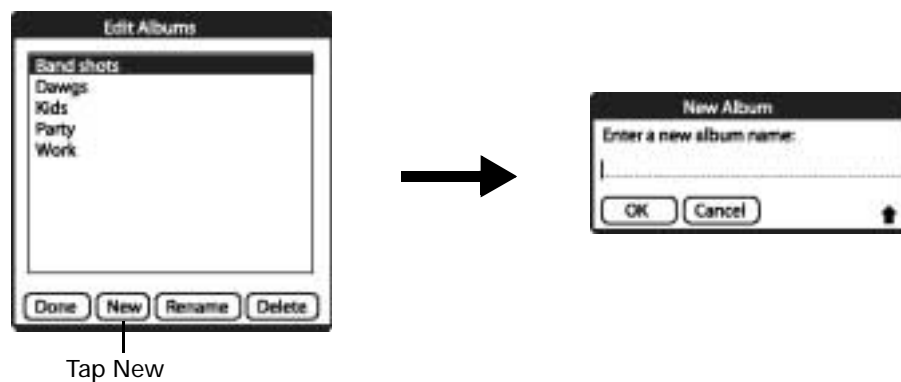 Edit Albums
Band shots
Dawgs
Kids
Party
Work
Done New Rename Delete
Tap New
New Album
Enter a new album name:
OK Cancel